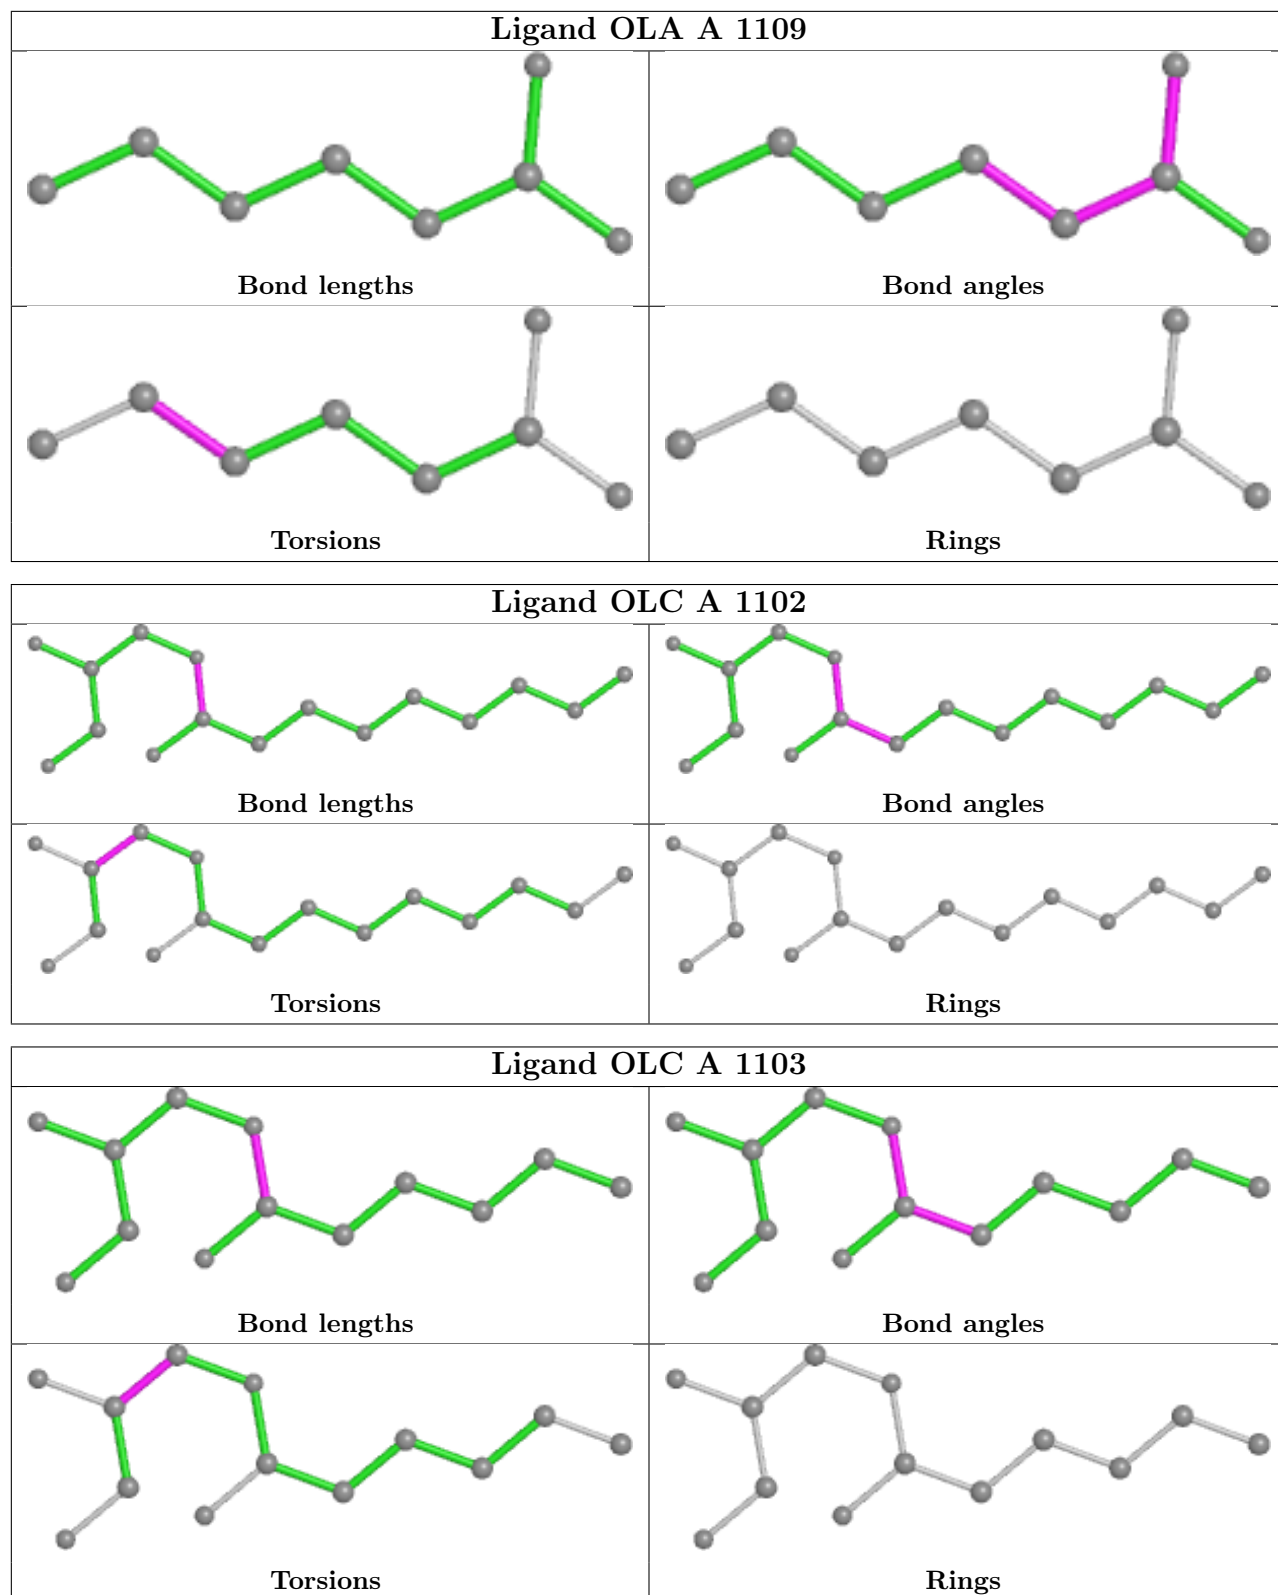 Ligand OLA A 1109
Bond lengths
Bond angles
Torsions
Rings
Ligand OLC A 1102
Bond lengths
Bond angles
Torsions
Rings
Ligand OLC A 1103
Bond lengths
Bond angles
Torsions
Rings